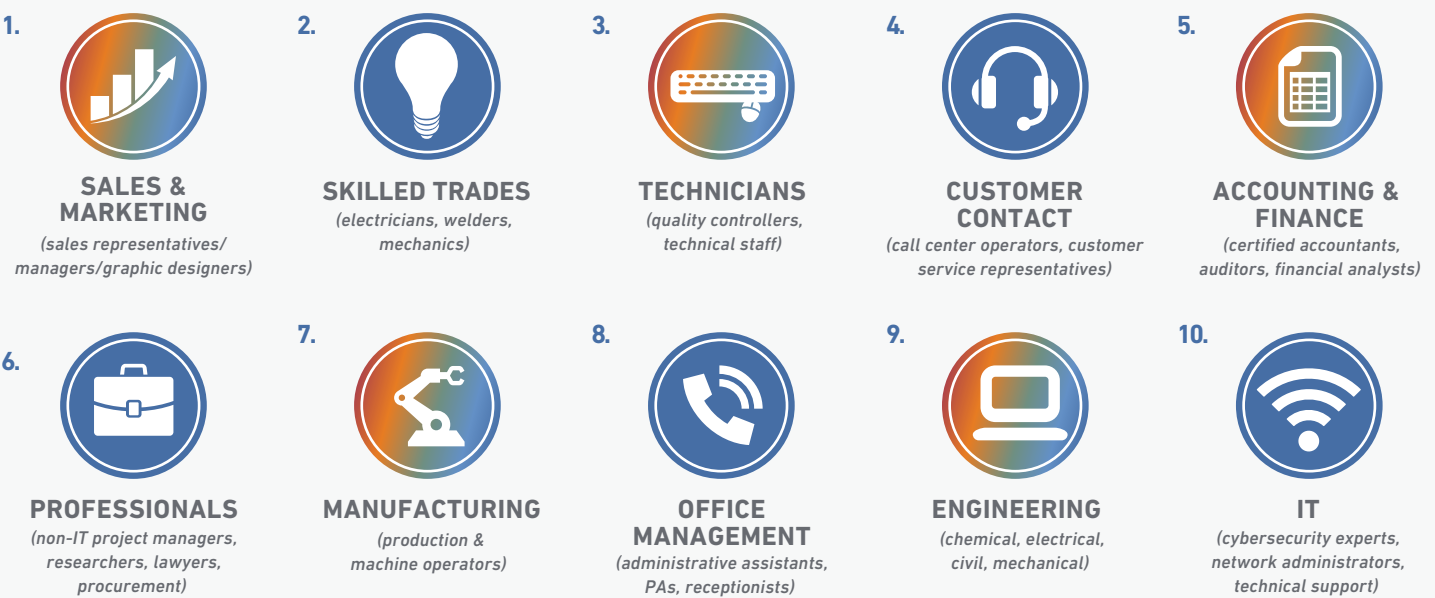 1.
SALES &
MARKETING
(sales representatives/
managers/graphic designers)
2.
SKILLED TRADES
(electricians, welders,
mechanics)
3.
TECHNICIANS
(quality controllers,
technical staff)
4.
CUSTOMER
CONTACT
(call center operators, customer
service representatives)
5.
ACCOUNTING &
FINANCE
(certified accountants,
auditors, financial analysts)
6.
PROFESSIONALS
(non-IT project managers,
researchers, lawyers,
procurement)
7.
MANUFACTURING
(production &
machine operators)
8.
OFFICE
MANAGEMENT
(administrative assistants,
PAs, receptionists)
9.
ENGINEERING
(chemical, electrical,
civil, mechanical)
10.
IT
(cybersecurity experts,
network administrators,
technical support)